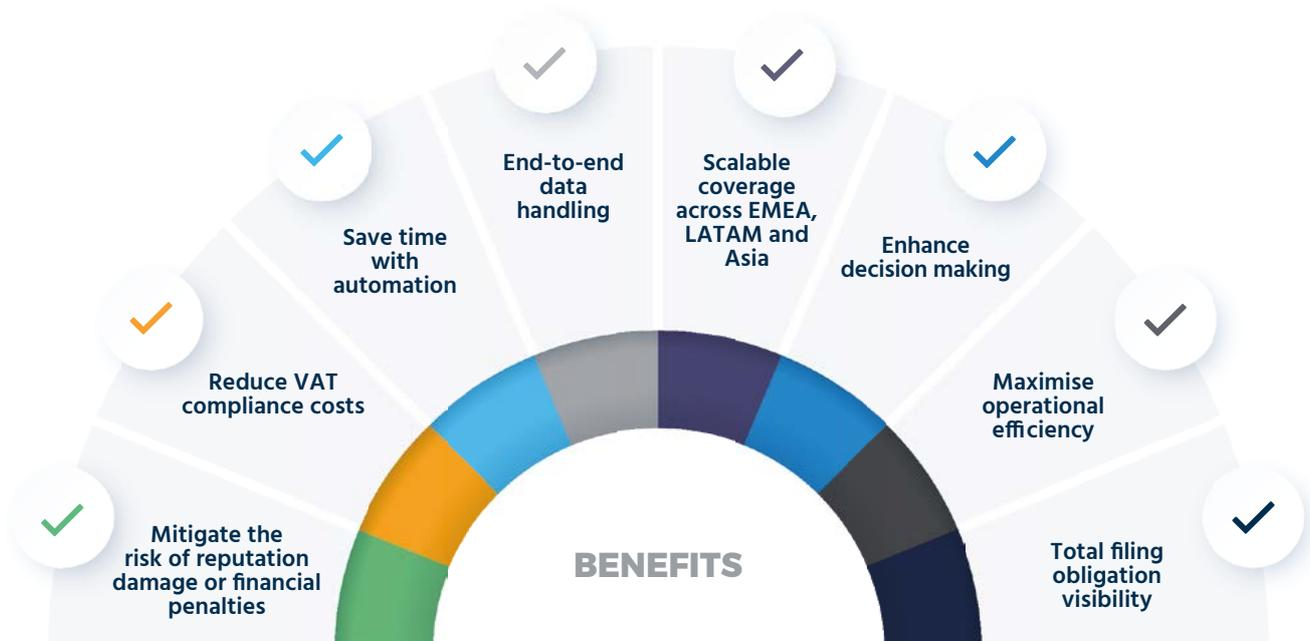 Mitigate the
risk of reputation
damage or financial
penalties
Reduce VAT
compliance costs
Save time
with
automation
End-to-end
data
handling
Scalable
coverage
across EMEA,
LATAM and
Asia
Enhance
decision making
Maximise
operational
efficiency
Total filing
obligation
visibility
BENEFITS